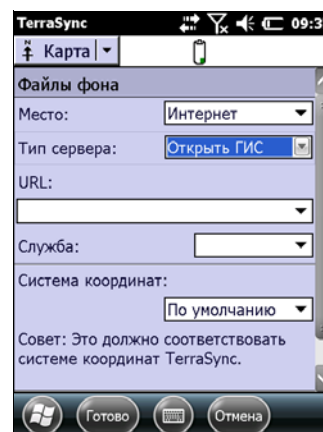 TerraSync 09:3
Карта
Файлы фона
Место: Интернет
Тип сервера: Открыть ГИС
URL:
Служба:
Система координат:
По умолчанию
Совет: Это должно соответствовать
системе координат TerraSync.
Готово Отмена